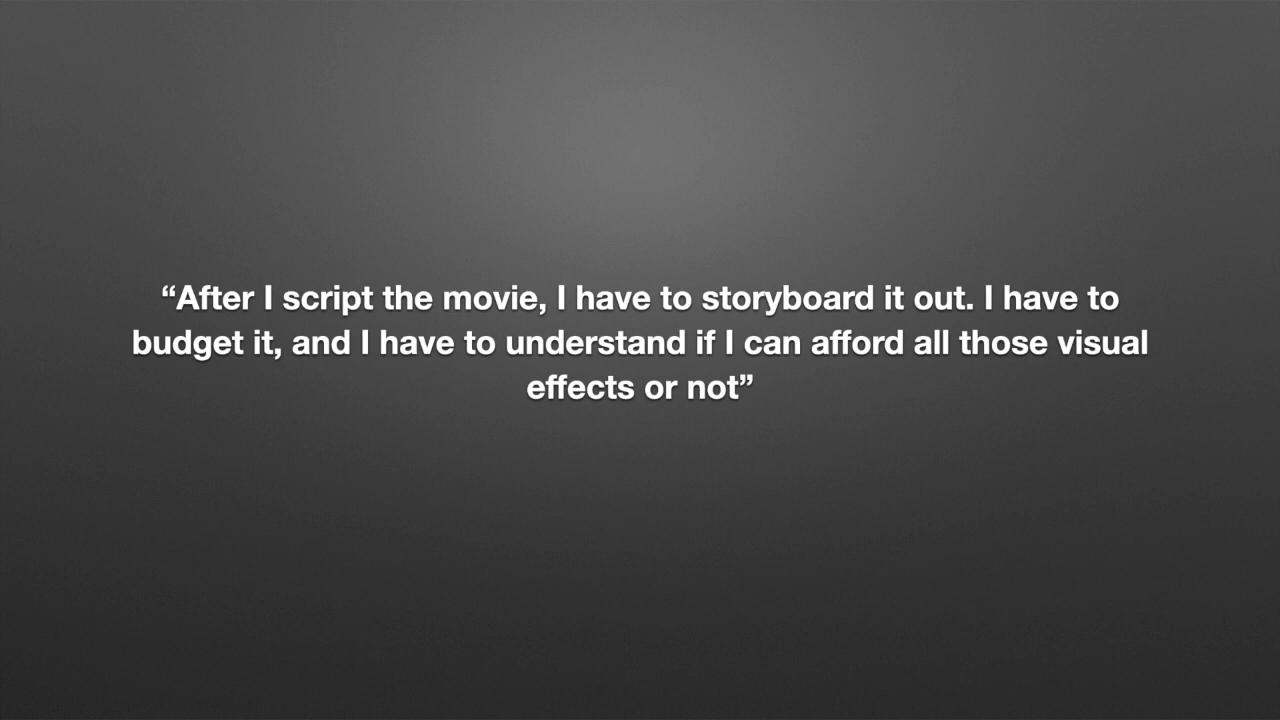 “After I script the movie, I have to storyboard it out. I have to
budget it, and I have to understand if I can afford all those visual
effects or not”